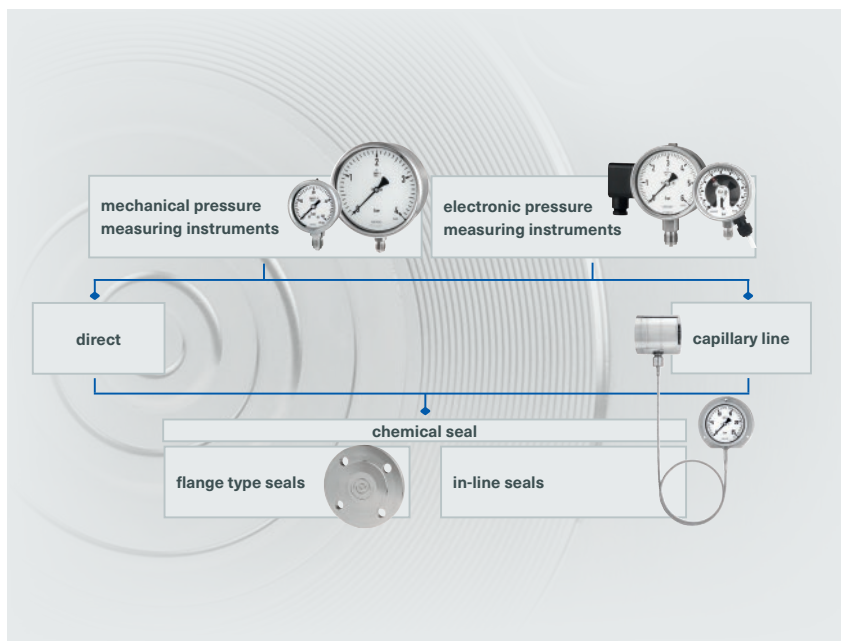 mechanical pressure
measuring instruments
electronic pressure
measuring instruments
direct
capillary line
chemical seal
flange type seals
in-line seals